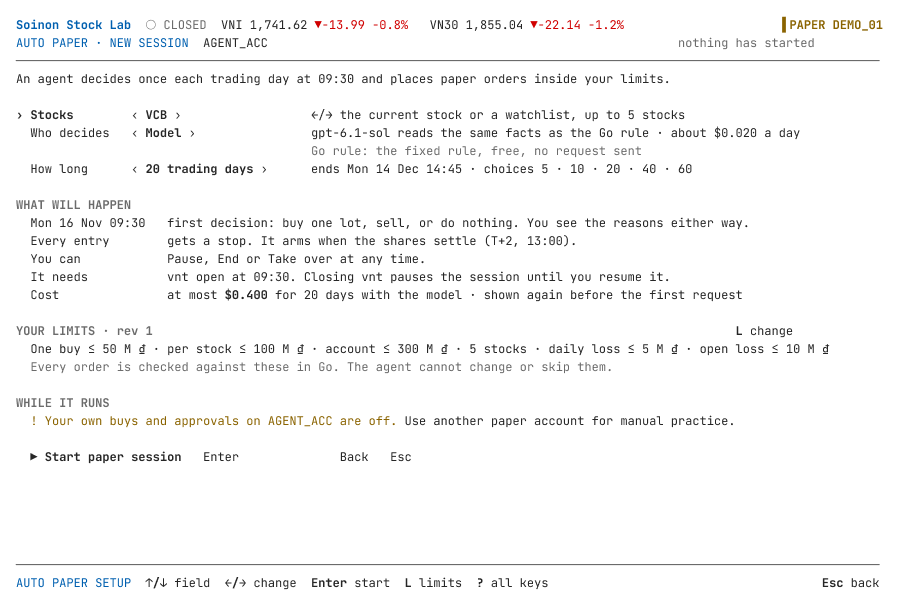 Soinon Stock Lab ○ CLOSED VNI 1,741.62 ▼-13.99 -0.8% VN30 1,855.04 ▼-22.14 -1.2% PAPER DEMO_01
AUTO PAPER · NEW SESSION AGENT_ACC nothing has started
An agent decides once each trading day at 09:30 and places paper orders inside your limits.
› Stocks ‹ VCB › ←/→ the current stock or a watchlist, up to 5 stocks
Who decides ‹ Model › gpt-6.1-sol reads the same facts as the Go rule · about $0.020 a day
Go rule: the fixed rule, free, no request sent
How long ‹ 20 trading days › ends Mon 14 Dec 14:45 · choices 5 · 10 · 20 · 40 · 60
WHAT WILL HAPPEN
Mon 16 Nov 09:30 first decision: buy one lot, sell, or do nothing. You see the reasons either way.
Every entry gets a stop. It arms when the shares settle (T+2, 13:00).
You can Pause, End or Take over at any time.
It needs vnt open at 09:30. Closing vnt pauses the session until you resume it.
Cost at most $0.400 for 20 days with the model · shown again before the first request
YOUR LIMITS · rev 1 L change
One buy ≤ 50 M ₫ · per stock ≤ 100 M ₫ · account ≤ 300 M ₫ · 5 stocks · daily loss ≤ 5 M ₫ · open loss ≤ 10 M ₫
Every order is checked against these in Go. The agent cannot change or skip them.
WHILE IT RUNS
! Your own buys and approvals on AGENT_ACC are off. Use another paper account for manual practice.
► Start paper session Enter Back Esc
AUTO PAPER SETUP ↑/↓ field ←/→ change Enter start L limits ? all keys Esc back